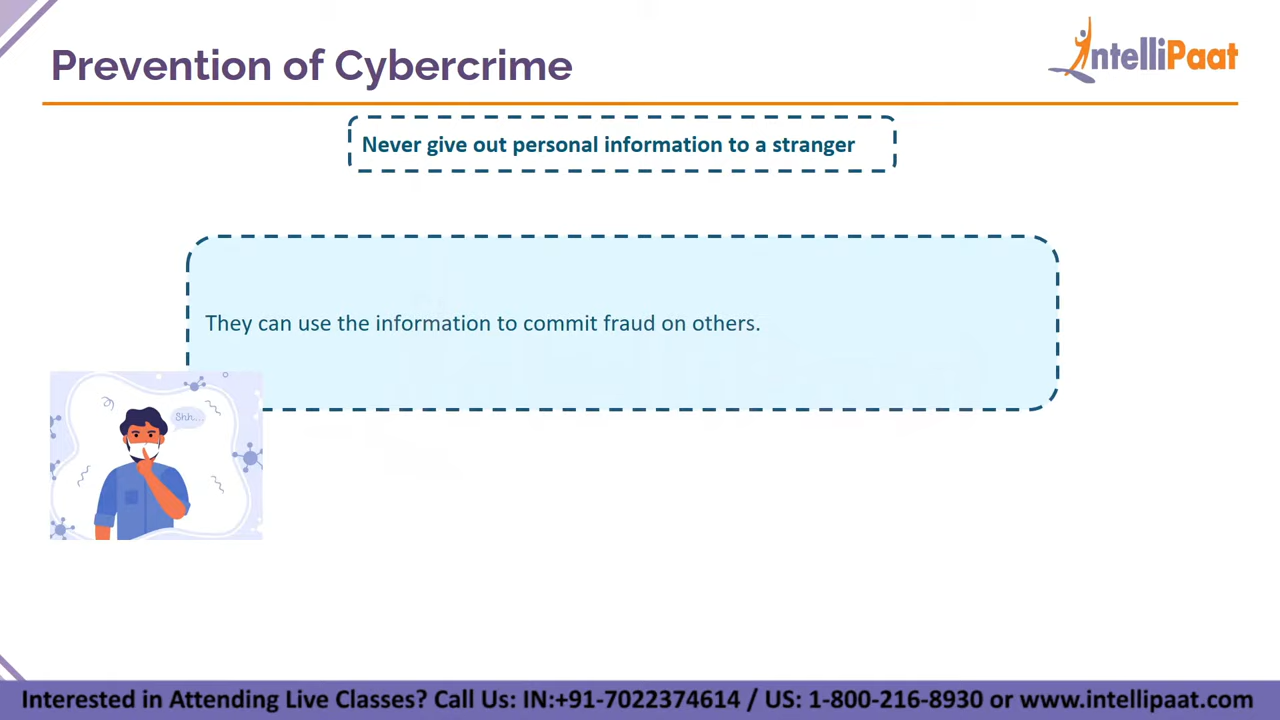 Prevention of Cybercrime
IntelliPaat
Never give out personal information to a stranger
They can use the information to commit fraud on others.
Shh...
Interested in Attending Live Classes? Call Us: IN:+91-7022374614 / US: 1-800-216-8930 or www.intellipaat.com